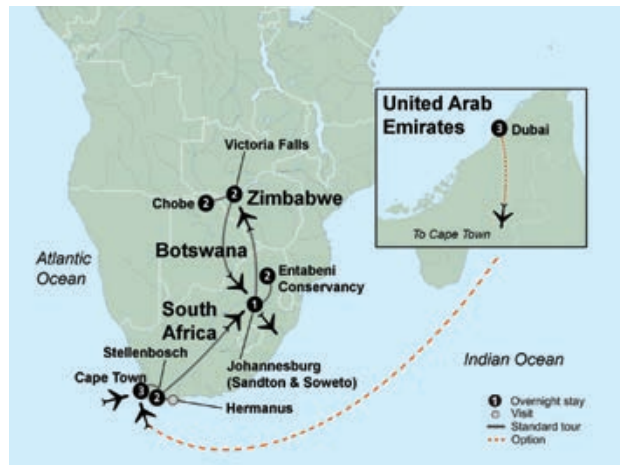 United Arab
Emirates
3
Dubai
To Cape Town
Victoria Falls
2
Zimbabwe
Chobe
2
Atlantic
Ocean
Botswana
2
Entabeni
Conservancy
South
Africa
1
Stellenbosch
Johannesburg
(Sandton & Soweto)
Cape Town
3
2
Hermanus
Indian Ocean
1 Overnight stay
Visit
Standard tour
Option